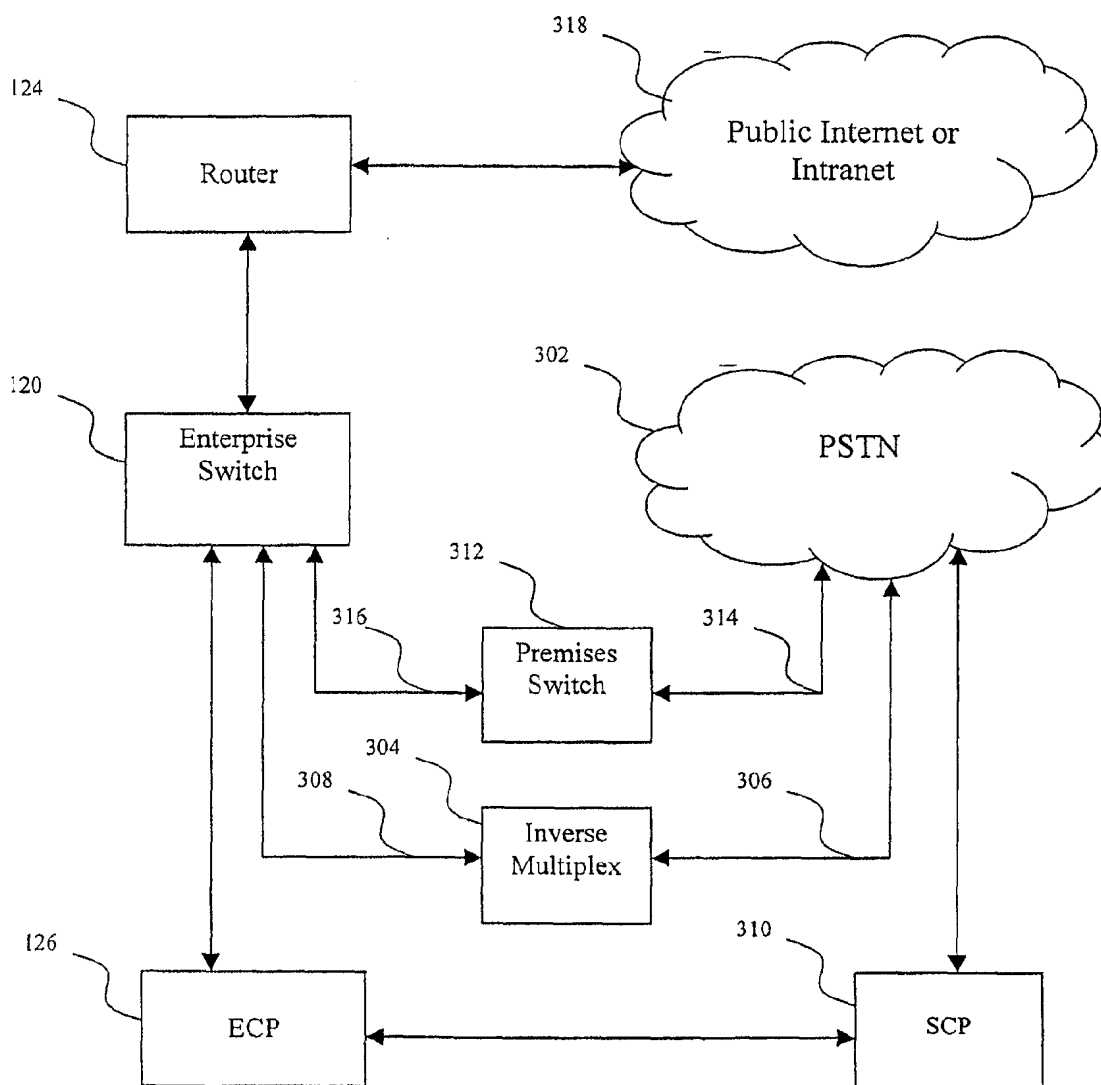 318
124
Router
Public Internet or
Intranet
302
120
Enterprise
Switch
PSTN
312
316
314
Premises
Switch
304
308
306
Inverse
Multiplex
126
310
ECP
SCP